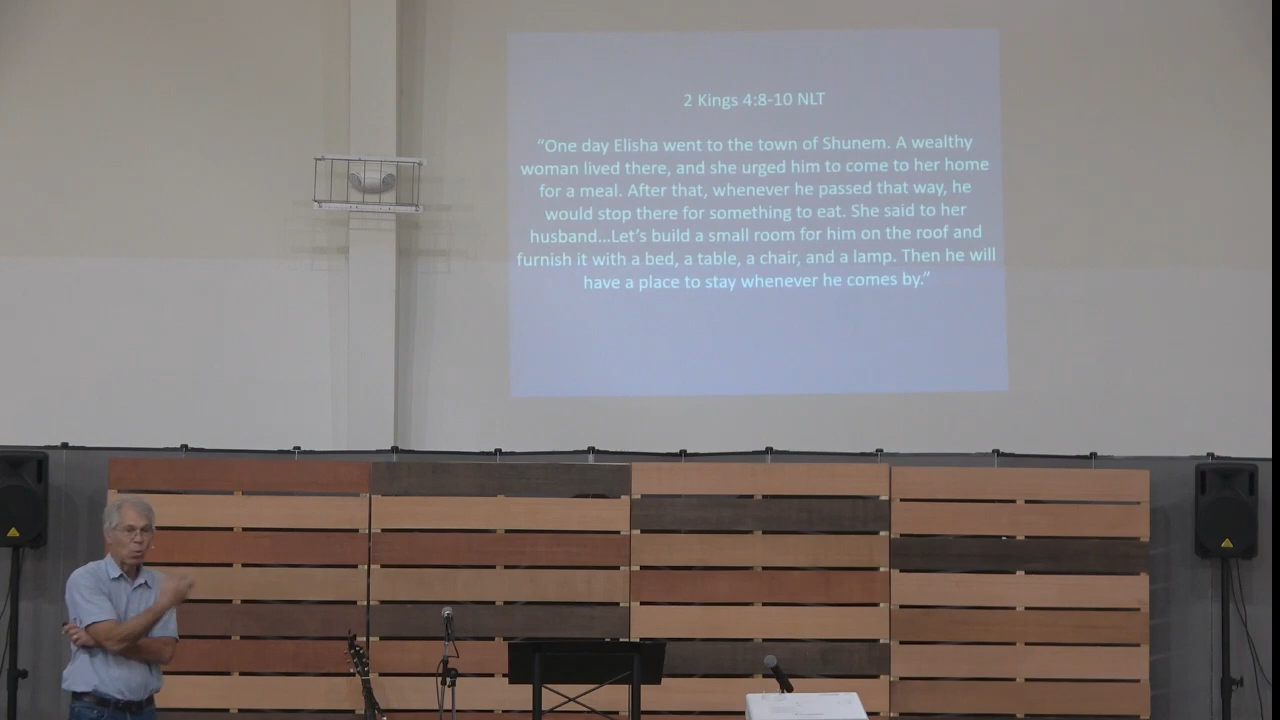 2 Kings 4:8-10 NLT
“One day Elisha went to the town of Shunem. A wealthy
woman lived there, and she urged him to come to her home
for a meal. After that, whenever he passed that way, he
would stop there for something to eat. She said to her
husband...Let’s build a small room for him on the roof and
furnish it with a bed, a table, a chair, and a lamp. Then he will
have a place to stay whenever he comes by.”